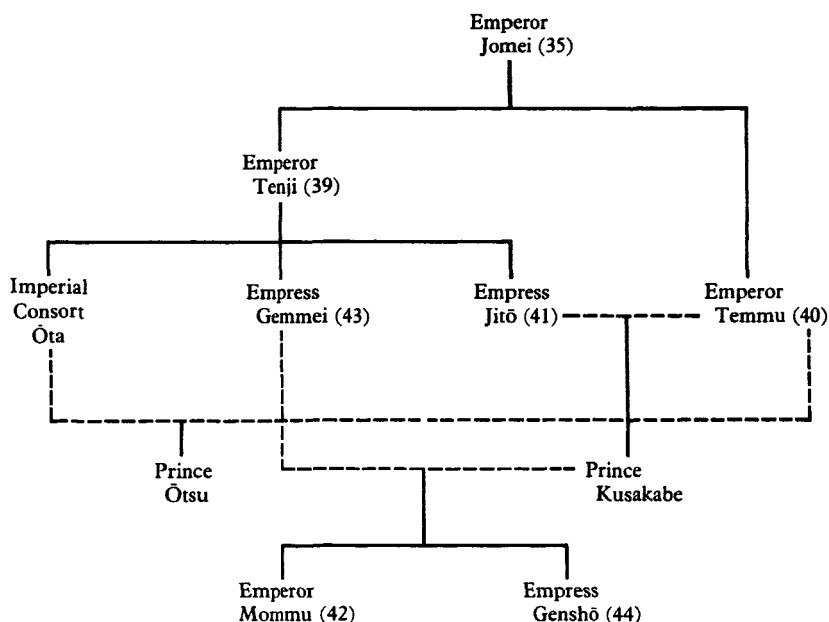 Emperor
Jomei (35)
Emperor
Tenji (39)
Imperial
Consort
Ōta
Empress
Gemmei (43)
Empress
Jitō (41)
Emperor
Temmu (40)
Prince
Ōtsu
Prince
Kusakabe
Emperor
Mommu (42)
Empress
Genshō (44)